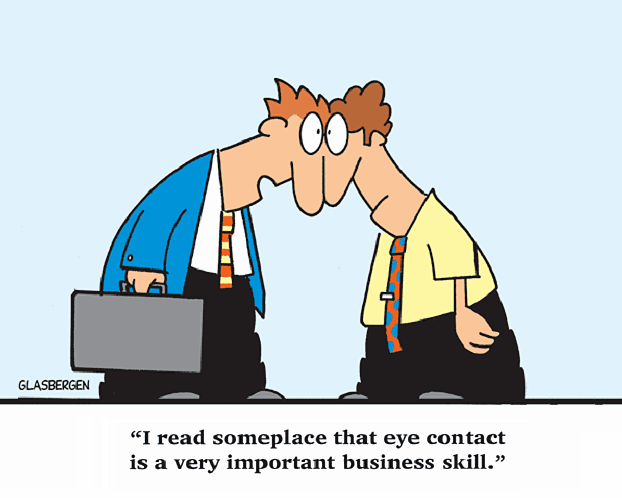 GLASBERGEN
“I read someplace that eye contact
is a very important business skill.”